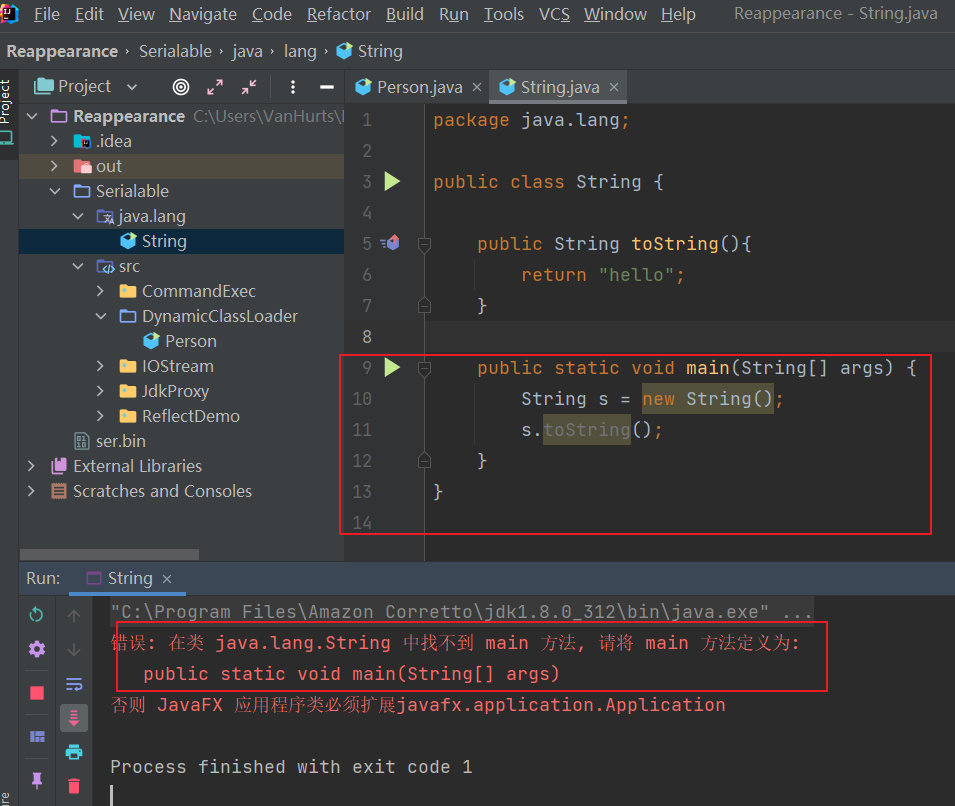 File Edit View Navigate Code Refactor Build Run Tools VCS Window Help Reappearance - String.java
Reappearance › Serialable › java › lang › String
Project
Project
Person.java × String.java ×
Reappearance C:\Users\VanHurts\
.idea
out
Serialable
java.lang
String
src
CommandExec
DynamicClassLoader
Person
IOStream
JdkProxy
ReflectDemo
ser.bin
External Libraries
Scratches and Consoles
1 package java.lang;
2
3 public class String {
4
5 public String toString(){
6 return "hello";
7 }
8
9 public static void main(String[] args) {
10 String s = new String();
11 s.toString();
12 }
13 }
14
Run: String ×
"C:\Program Files\Amazon Corretto\jdk1.8.0_312\bin\java.exe" ...
错误: 在类 java.lang.String 中找不到 main 方法, 请将 main 方法定义为:
public static void main(String[] args)
否则 JavaFX 应用程序类必须扩展javafx.application.Application
Process finished with exit code 1